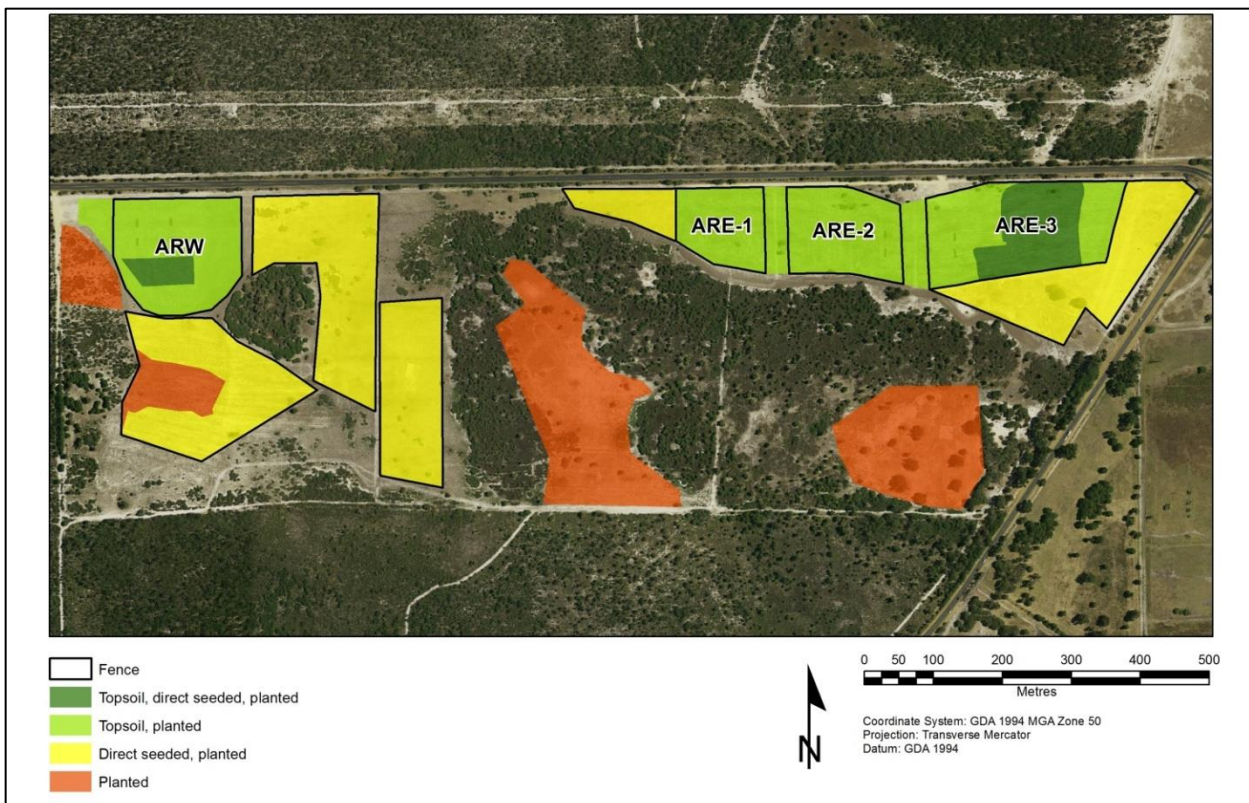 ARW
ARE-1
ARE-2
ARE-3
Fence
Topsoil, direct seeded, planted
Topsoil, planted
Direct seeded, planted
Planted
N
0 50 100 200 300 400 500
Metres
Coordinate System: GDA 1994 MGA Zone 50
Projection: Transverse Mercator
Datum: GDA 1994